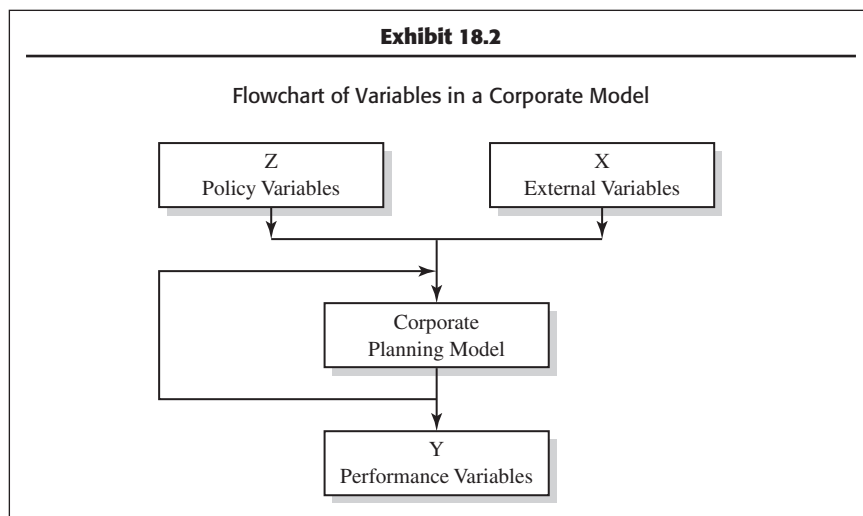 Exhibit 18.2
Flowchart of Variables in a Corporate Model
Z
Policy Variables
X
External Variables
Corporate
Planning Model
Y
Performance Variables